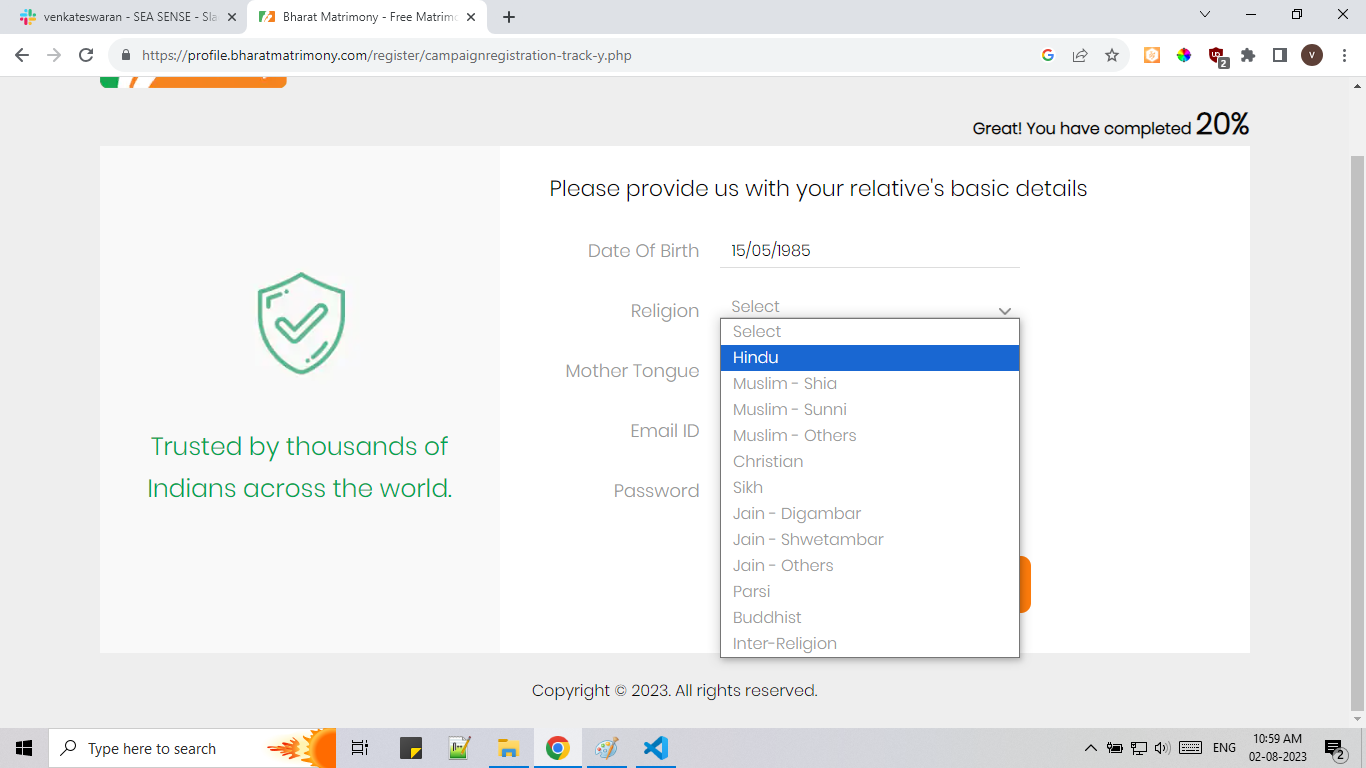 venkateswaran - SEA SENSE - Sla
Bharat Matrimony - Free Matrimo
https://profile.bharatmatrimony.com/register/campaignregistration-track-y.php
2
V
Great! You have completed 20%
Please provide us with your relative's basic details
Date Of Birth 15/05/1985
Religion Select
Select
Hindu
Mother Tongue
Muslim - Shia
Muslim - Sunni
Email ID
Muslim - Others
Christian
Password
Sikh
Jain - Digambar
Jain - Shwetambar
Jain - Others
Parsi
Buddhist
Inter-Religion
Trusted by thousands of
Indians across the world.
Copyright © 2023. All rights reserved.
Type here to search
ENG
10:59 AM
02-08-2023
2